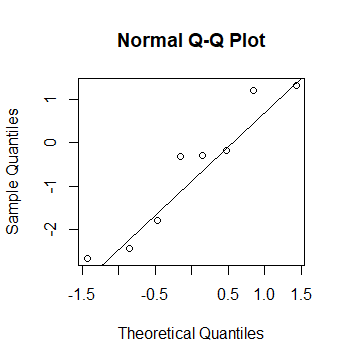 Normal Q-Q Plot
Sample Quantiles
1
0
-1
-2
-1.5 -0.5 0.5 1.0 1.5
Theoretical Quantiles